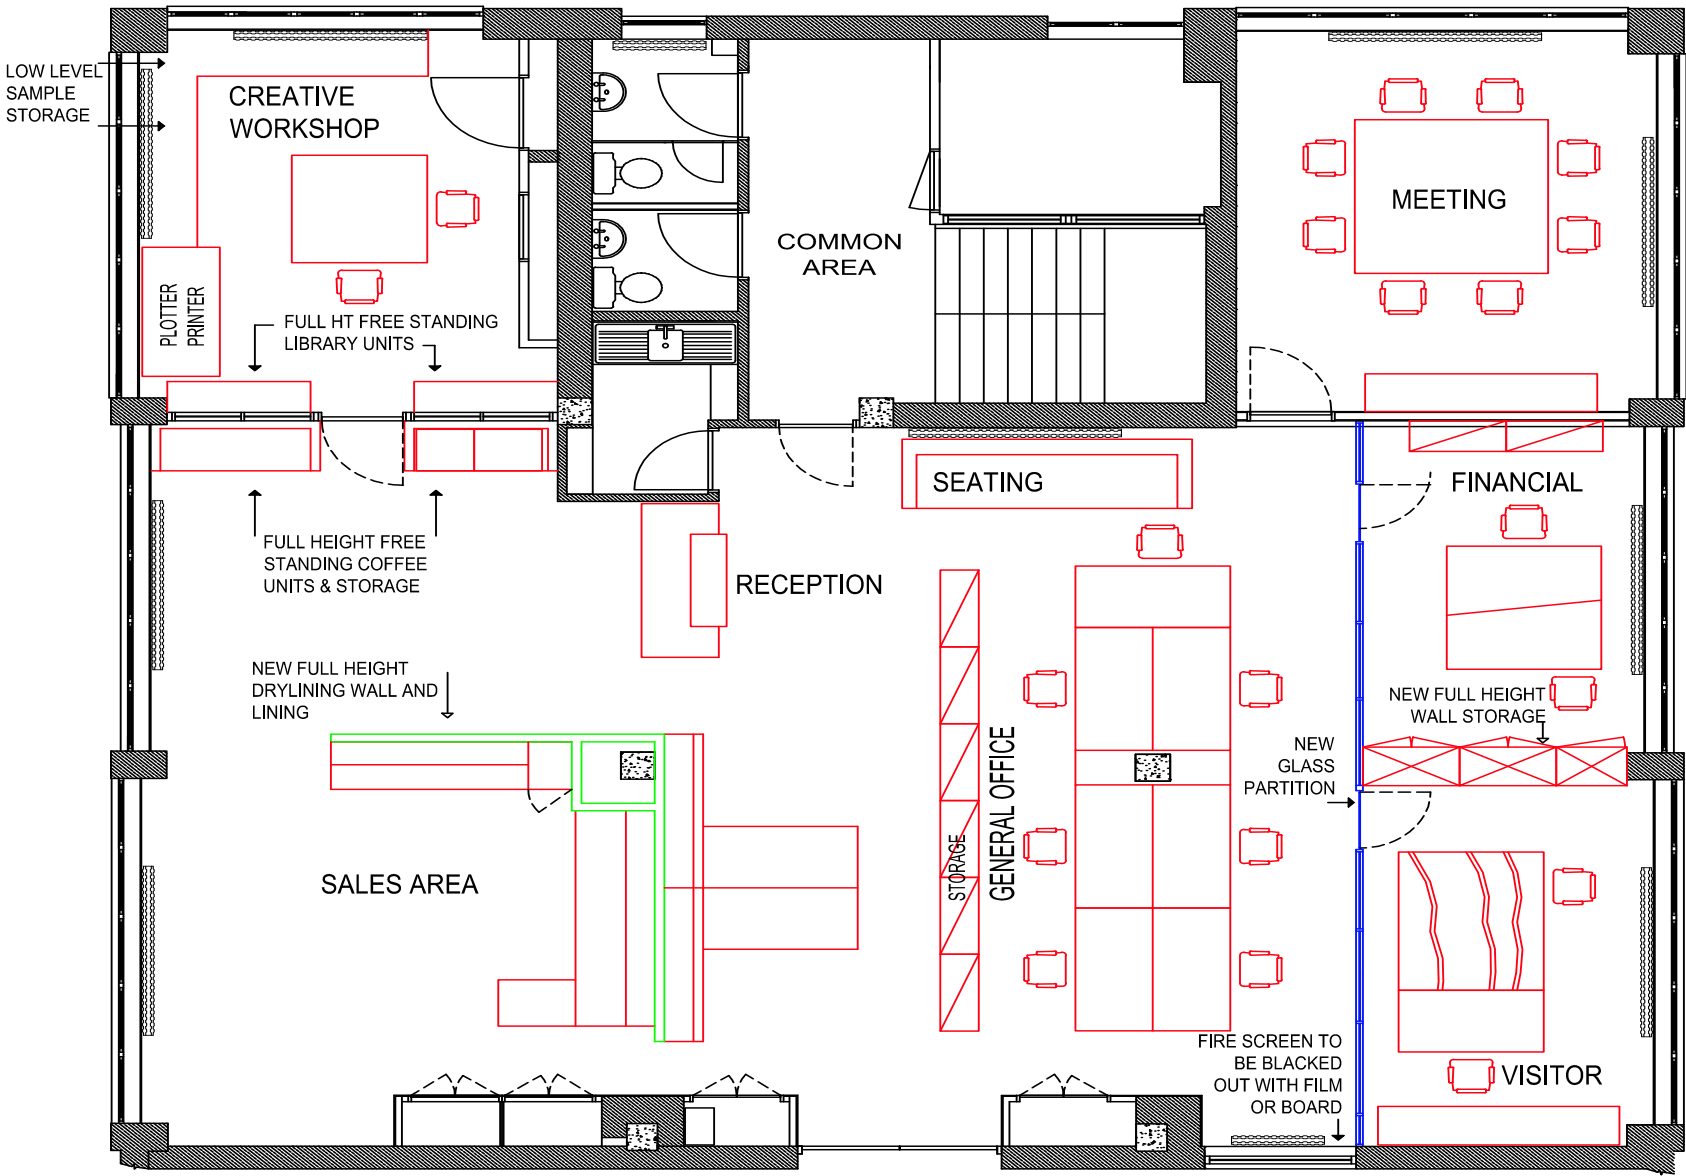 LOW LEVEL
SAMPLE
STORAGE
CREATIVE
WORKSHOP
PLOTTER
PRINTER
FULL HT FREE STANDING
LIBRARY UNITS
COMMON
AREA
MEETING
SEATING
FINANCIAL
FULL HEIGHT FREE
STANDING COFFEE
UNITS & STORAGE
RECEPTION
NEW FULL HEIGHT
DRYLINING WALL AND
LINING
NEW FULL HEIGHT
WALL STORAGE
NEW
GLASS
PARTITION
STORAGE
GENERAL OFFICE
SALES AREA
FIRE SCREEN TO
BE BLACKED
OUT WITH FILM
OR BOARD
VISITOR